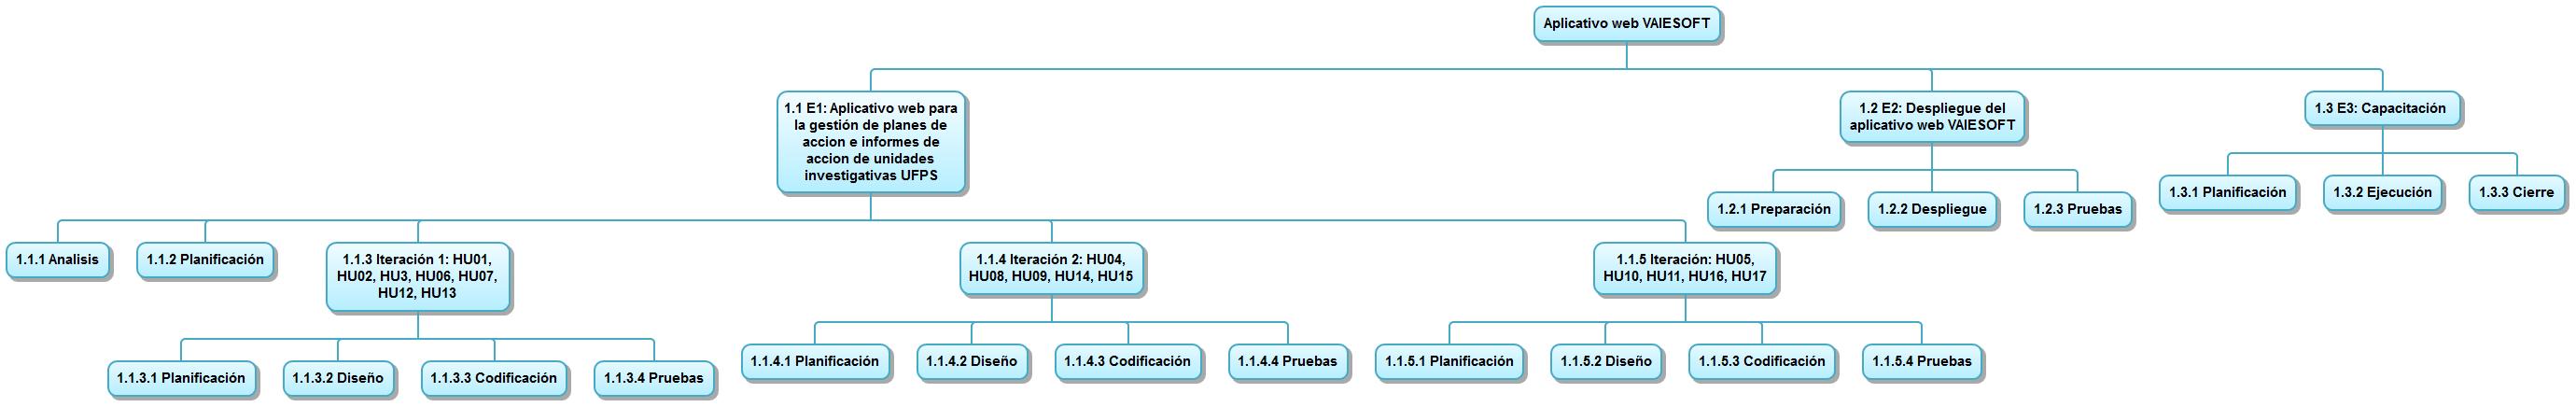 Aplicativo web VAIESOFT
1.1 E1: Aplicativo web para
la gestión de planes de
accion e informes de
accion de unidades
investigativas UFPS
1.2 E2: Despliegue del
aplicativo web VAIESOFT
1.3 E3: Capacitación
1.2.1 Preparación
1.2.2 Despliegue
1.2.3 Pruebas
1.3.1 Planificación
1.3.2 Ejecución
1.3.3 Cierre
1.1.1 Analisis
1.1.2 Planificación
1.1.3 Iteración 1: HU01,
HU02, HU3, HU06, HU07,
HU12, HU13
1.1.4 Iteración 2: HU04,
HU08, HU09, HU14, HU15
1.1.5 Iteración: HU05,
HU10, HU11, HU16, HU17
1.1.3.1 Planificación
1.1.3.2 Diseño
1.1.3.3 Codificación
1.1.3.4 Pruebas
1.1.4.1 Planificación
1.1.4.2 Diseño
1.1.4.3 Codificación
1.1.4.4 Pruebas
1.1.5.1 Planificación
1.1.5.2 Diseño
1.1.5.3 Codificación
1.1.5.4 Pruebas